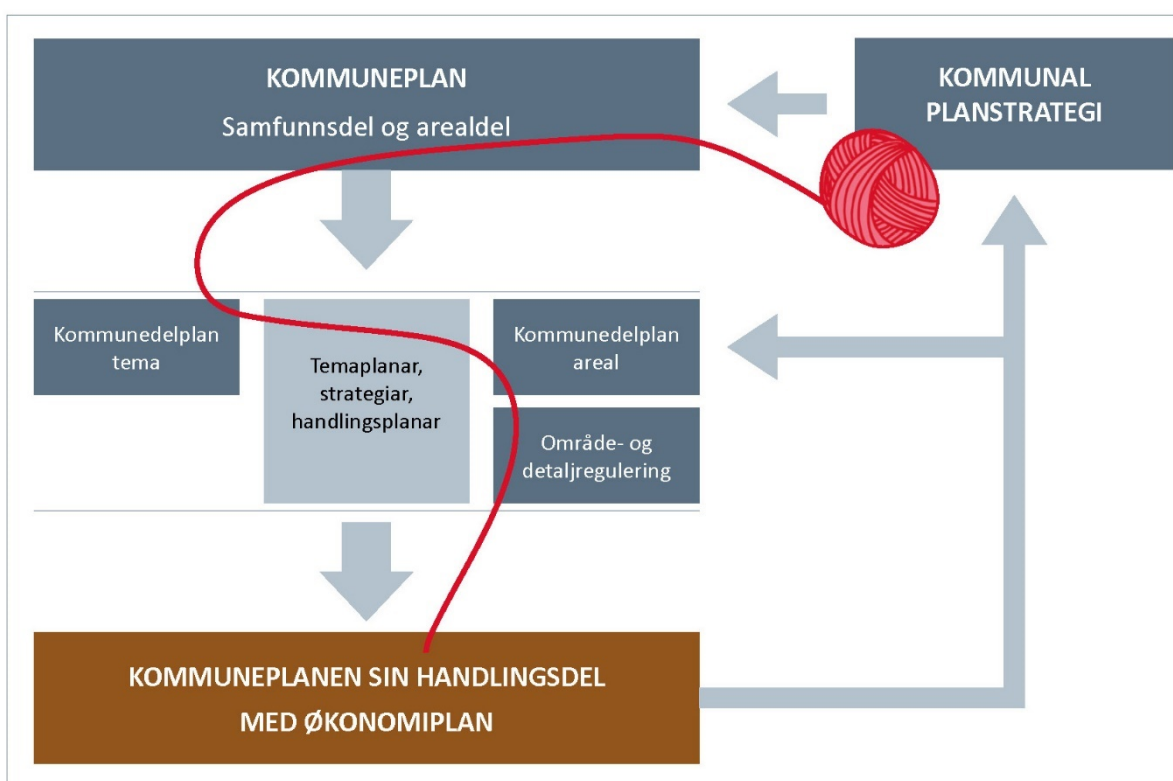 KOMMUNEPLAN
Samfunnsdel og arealdel
KOMMUNAL
PLANSTRATEGI
Kommunedelplan
tema
Temaplanar,
strategiar,
handlingsplanar
Kommunedelplan
areal
Område- og
detaljregulering
KOMMUNEPLANEN SIN HANDLINGSDEL
MED ØKONOMIPLAN